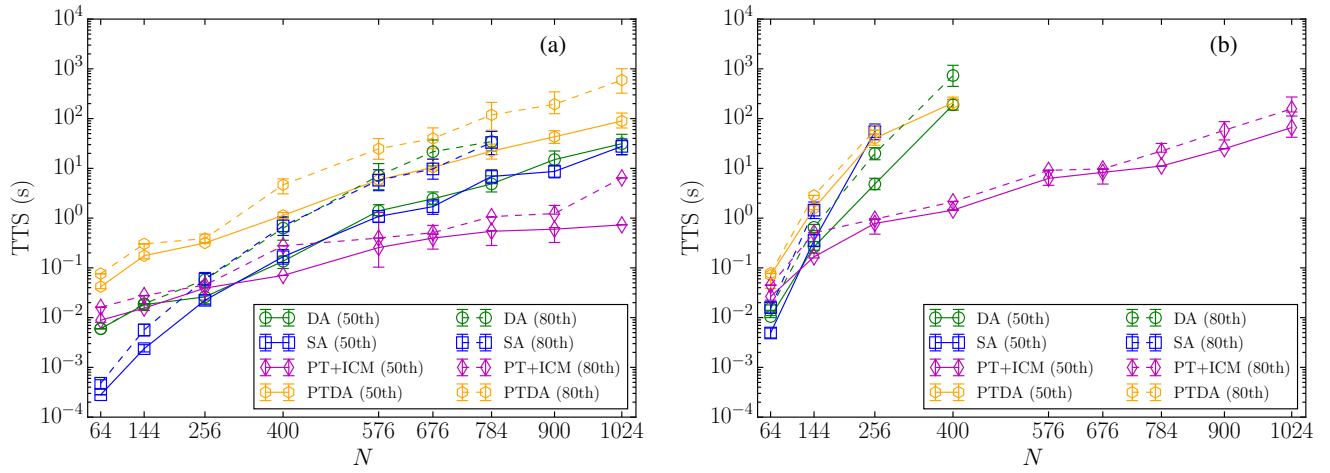 (a)
TTS (s)
10^4
10^3
10^2
10^1
10^0
10^−1
10^−2
10^−3
10^−4
DA (50th)
SA (50th)
PT+ICM (50th)
PTDA (50th)
DA (80th)
SA (80th)
PT+ICM (80th)
PTDA (80th)
64 144 256 400 576 676 784 900 1024
N
(b)
TTS (s)
10^4
10^3
10^2
10^1
10^0
10^−1
10^−2
10^−3
10^−4
DA (50th)
SA (50th)
PT+ICM (50th)
PTDA (50th)
DA (80th)
SA (80th)
PT+ICM (80th)
PTDA (80th)
64 144 256 400 576 676 784 900 1024
N